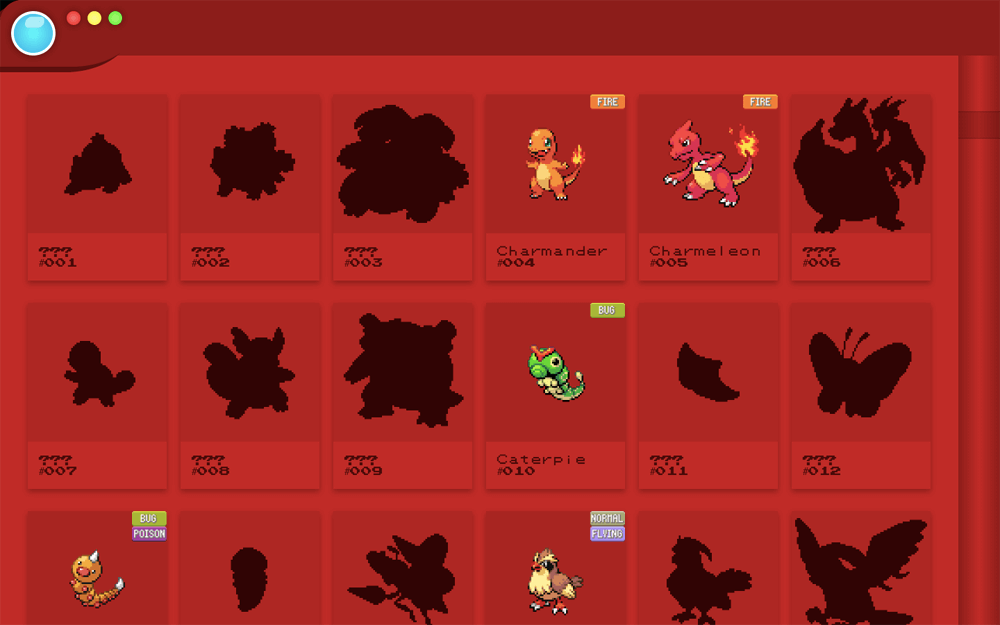 FIRE
FIRE
???
#001
???
#002
???
#003
Charmander
#004
Charmeleon
#005
???
#006
BUG
???
#007
???
#008
???
#009
Caterpie
#010
???
#011
???
#012
BUG
POISON
NORMAL
FLYING